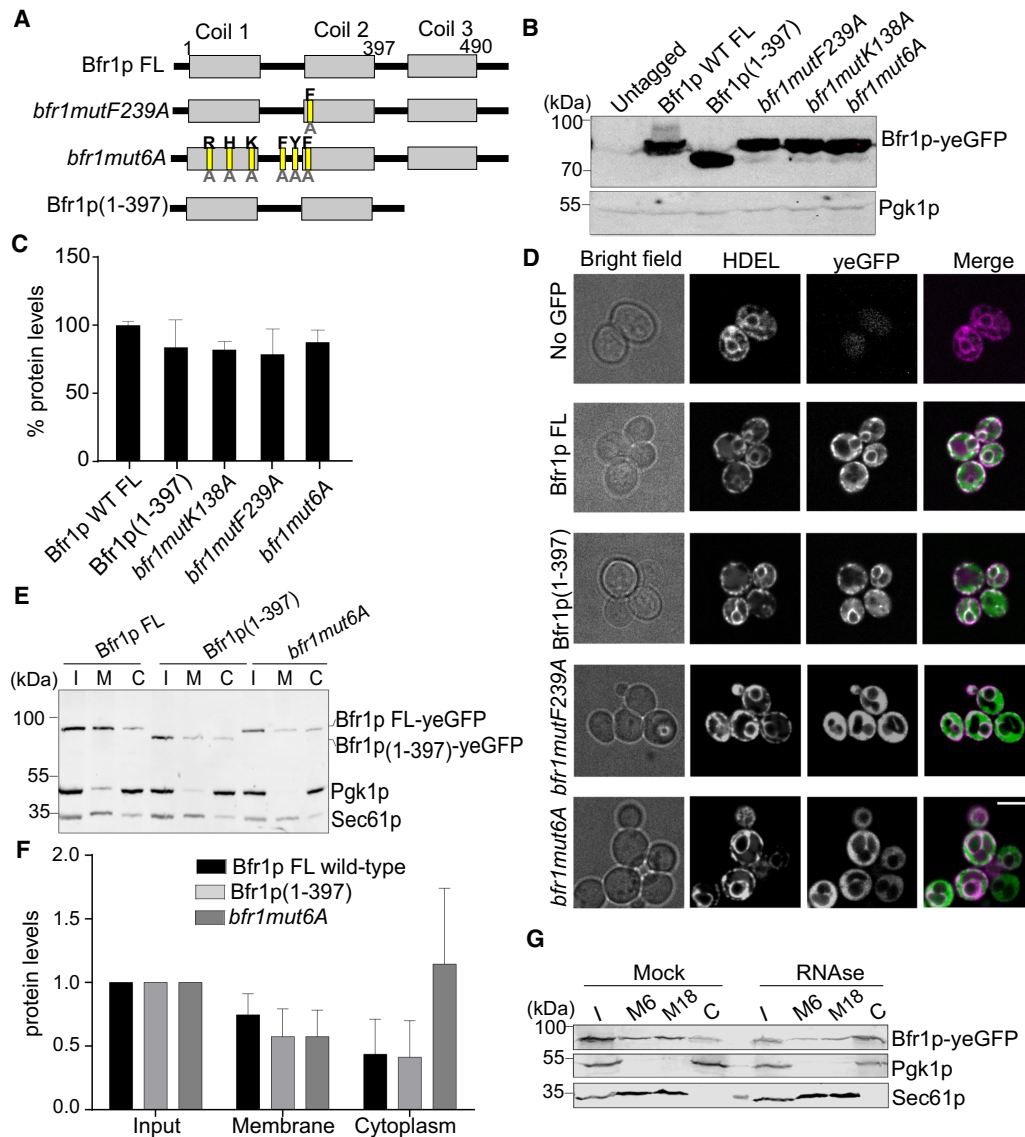 A
Coil 1 Coil 2 Coil 3
1 397 490
Bfr1p FL
F
bfr1mutF239A
A
R H K F Y F
bfr1mut6A
A A A A A A
Bfr1p(1-397)
B
Untagged Bfr1p WT FL Bfr1p(1-397) bfr1mutF239A bfr1mutK138A bfr1mut6A
(kDa)
100
Bfr1p-yeGFP
70
55
Pgk1p
C
% protein levels
150
100
50
0
Bfr1p WT FL Bfr1p(1-397) bfr1mutK138A bfr1mutF239A bfr1mut6A
D
Bright field HDEL yeGFP Merge
No GFP
Bfr1p FL
Bfr1p(1-397)
bfr1mutF239A
bfr1mut6A
E
Bfr1p FL Bfr1p(1-397) bfr1mut6A
(kDa) I M C I M C I M C
100
Bfr1p FL-yeGFP
Bfr1p(1-397)-yeGFP
55
Pgk1p
35
Sec61p
F
protein levels
2.0
1.5
1.0
0.5
0.0
Bfr1p FL wild-type
Bfr1p(1-397)
bfr1mut6A
Input Membrane Cytoplasm
G
Mock RNAse
(kDa) I M6 M18 C I M6 M18 C
100
Bfr1p-yeGFP
55
Pgk1p
35
Sec61p